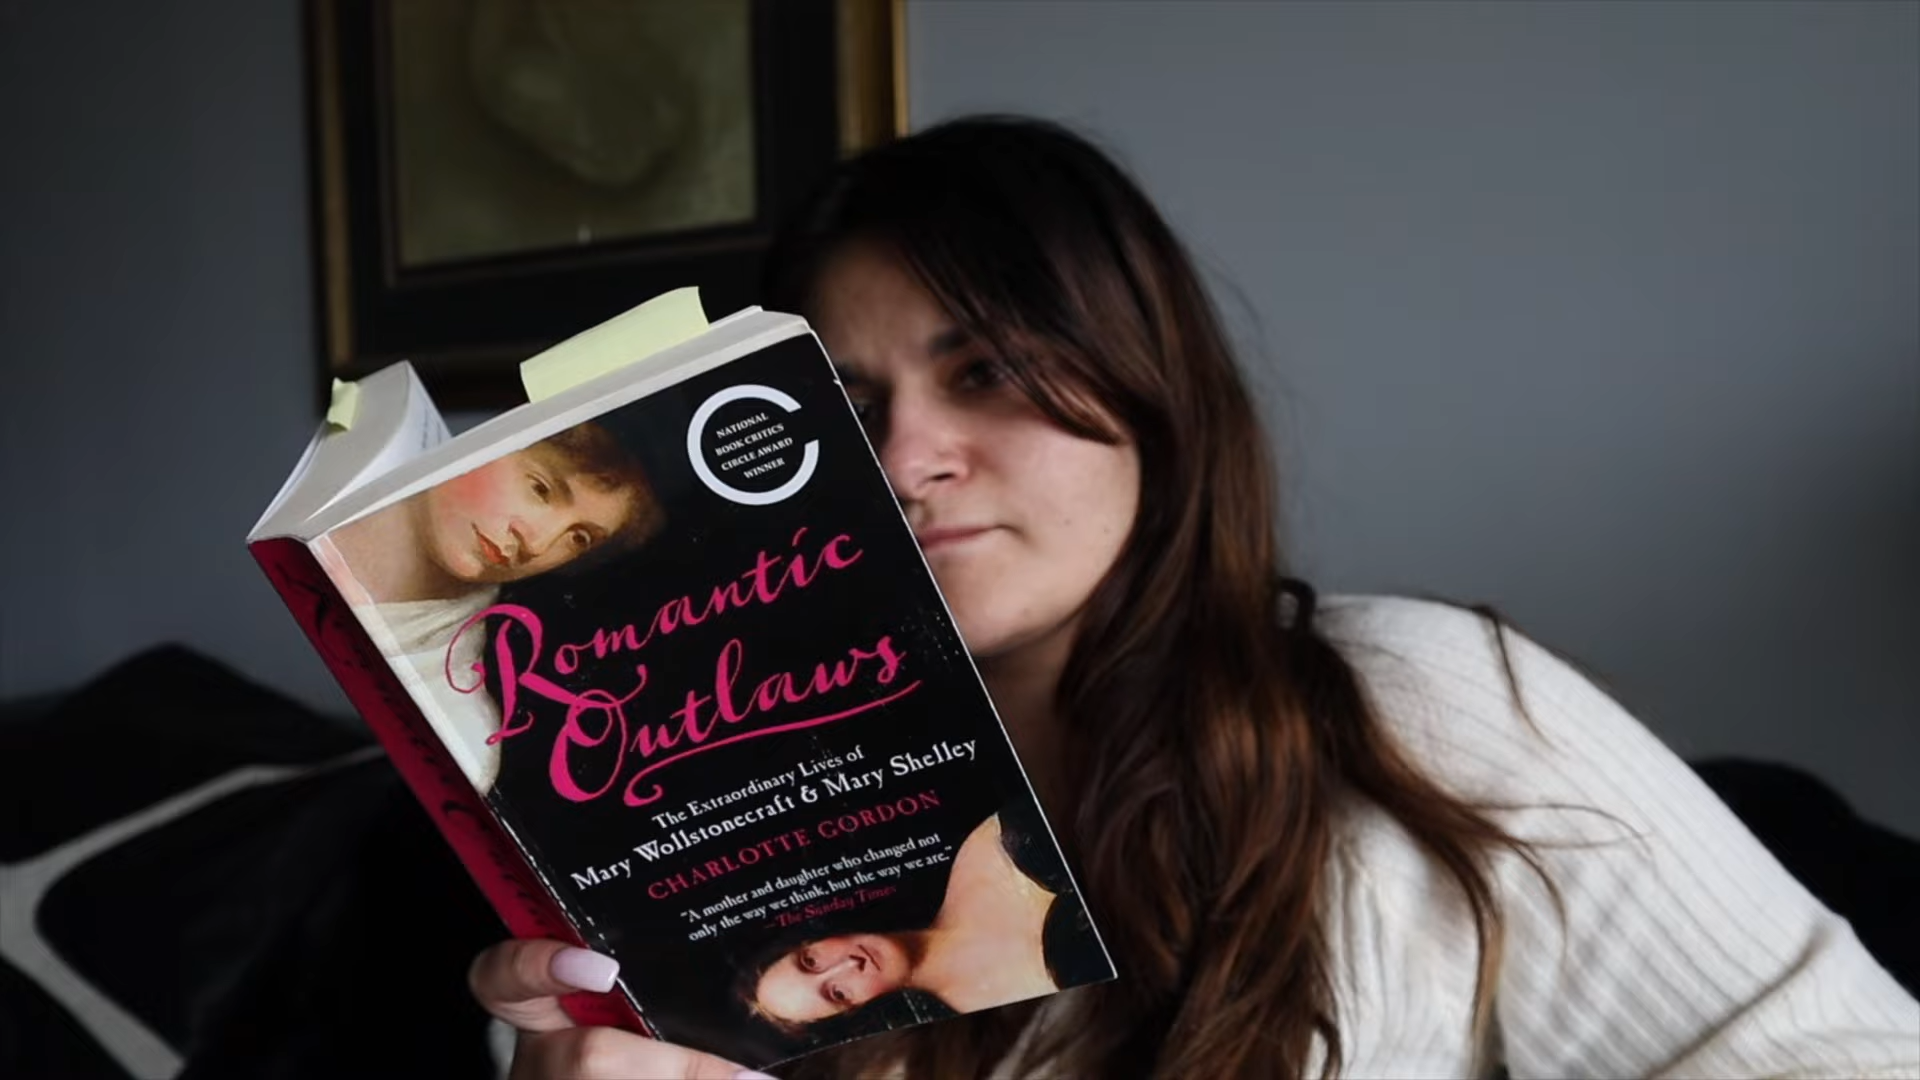 NATIONAL
BOOK CRITICS
CIRCLE AWARD
WINNER
Romantic
Outlaws
The Extraordinary Lives of
Mary Wollstonecraft & Mary Shelley
CHARLOTTE GORDON
"A mother and daughter who changed not
only the way we think, but the way we are."
—The Sunday Times